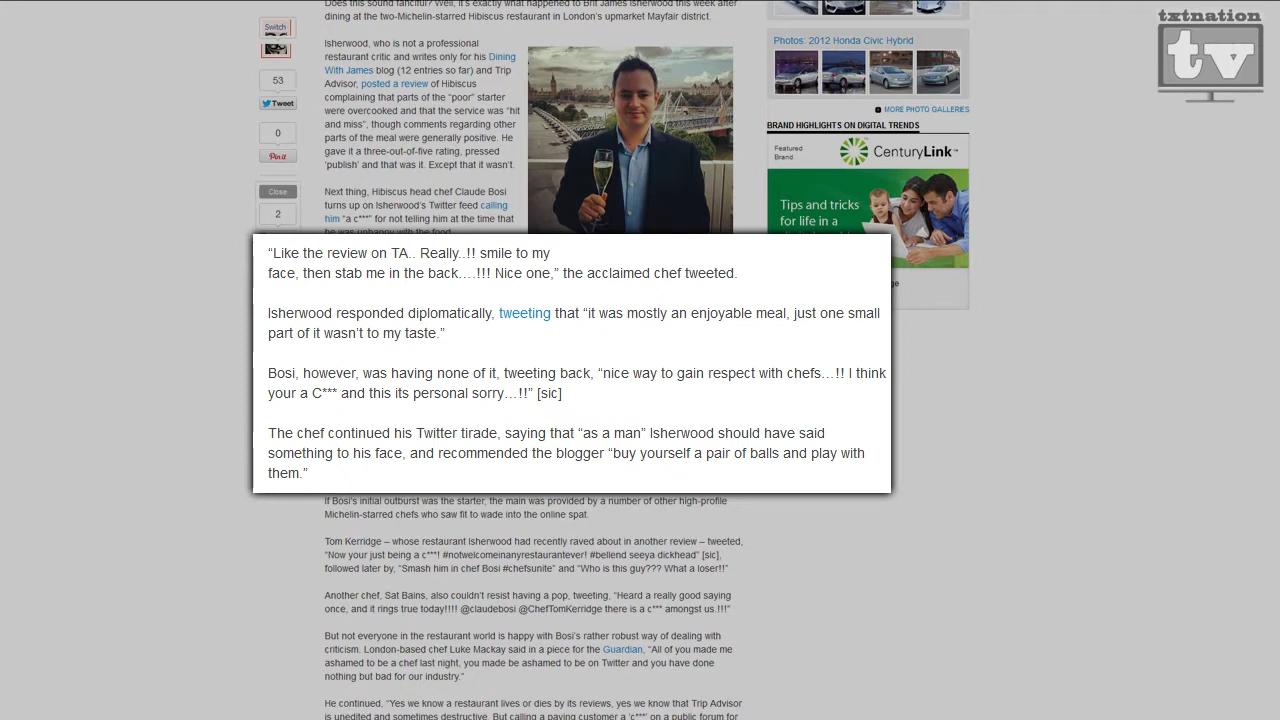 Does this sound fanciful? Well, it's exactly what happened to Brit James Isherwood this week after
dining at the two-Michelin-starred Hibiscus restaurant in London's upmarket Mayfair district.
Switch
53
Tweet
0
Pin it
Close
2
Isherwood, who is not a professional
restaurant critic and writes only for his Dining
With James blog (12 entries so far) and Trip
Advisor, posted a review of Hibiscus
complaining that parts of the “poor” starter
were overcooked and that the service was “hit
and miss”, though comments regarding other
parts of the meal were generally positive. He
gave it a three-out-of-five rating, pressed
‘publish’ and that was it. Except that it wasn’t.
Next thing, Hibiscus head chef Claude Bosi
turns up on Isherwood’s Twitter feed calling
him “a c***” for not telling him at the time that
he was unhappy with the food.
“Like the review on TA.. Really..!! smile to my
face, then stab me in the back….!!! Nice one,” the acclaimed chef tweeted.
Isherwood responded diplomatically, tweeting that “it was mostly an enjoyable meal, just one small
part of it wasn’t to my taste.”
Bosi, however, was having none of it, tweeting back, “nice way to gain respect with chefs…!! I think
your a C*** and this its personal sorry…!!” [sic]
The chef continued his Twitter tirade, saying that “as a man” Isherwood should have said
something to his face, and recommended the blogger “buy yourself a pair of balls and play with
them.”
If Bosi’s initial outburst was the starter, the main was provided by a number of other high-profile
Michelin-starred chefs who saw fit to wade into the online spat.
Tom Kerridge – whose restaurant Isherwood had recently raved about in another review – tweeted,
“Now your just being a c***! #notwelcomeinanyrestaurantever! #bellend seeya dickhead” [sic],
followed later by, “Smash him in chef Bosi #chefsunite” and “Who is this guy??? What a loser!!”
Another chef, Sat Bains, also couldn’t resist having a pop, tweeting, “Heard a really good saying
once, and it rings true today!!!! @claudebosi @ChefTomKerridge there is a c*** amongst us.!!!”
But not everyone in the restaurant world is happy with Bosi’s rather robust way of dealing with
criticism. London-based chef Luke Mackay said in a piece for the Guardian, “All of you made me
ashamed to be a chef last night, you made be ashamed to be on Twitter and you have done
nothing but bad for our industry.”
He continued, “Yes we know a restaurant lives or dies by its reviews, yes we know that Trip Advisor
is unedited and sometimes destructive. But calling a paying customer a ‘c***’ on a public forum for
Photos: 2012 Honda Civic Hybrid
MORE PHOTO GALLERIES
BRAND HIGHLIGHTS ON DIGITAL TRENDS
Featured
Brand
CenturyLink™
Tips and tricks
for life in a
txtnation
tv